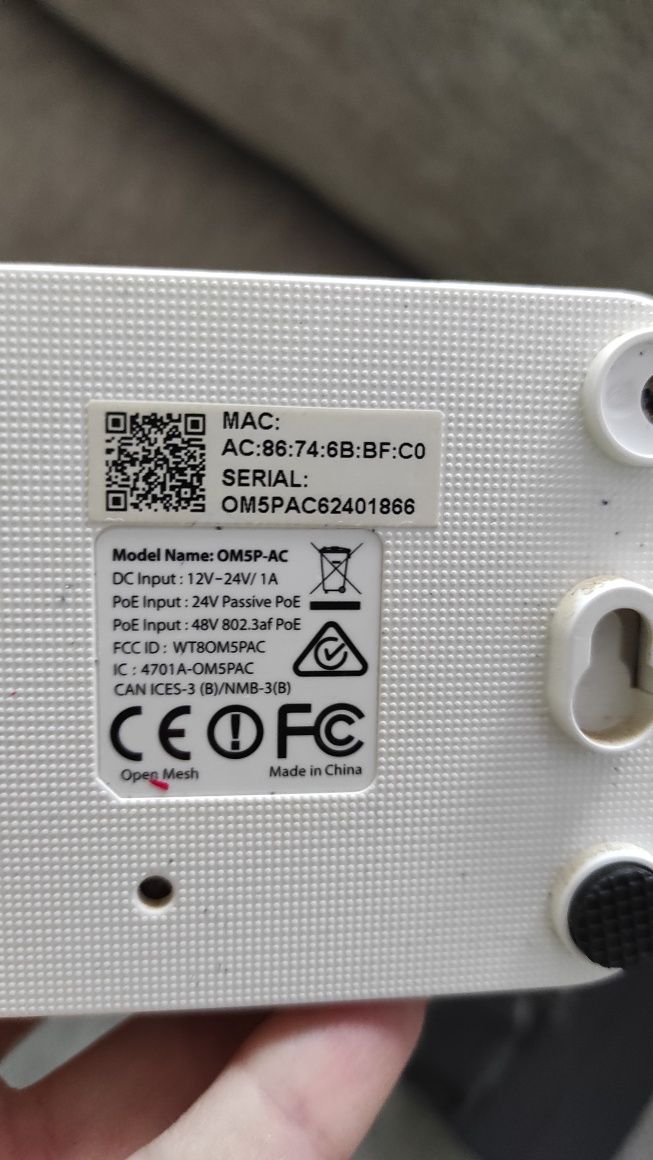 MAC:
AC:86:74:6B:BF:C0
SERIAL:
OM5PAC62401866
Model Name: OM5P-AC
DC Input : 12V-24V/ 1A
PoE Input : 24V Passive PoE
PoE Input : 48V 802.3af PoE
FCC ID : WT8OM5PAC
IC : 4701A-OM5PAC
CAN ICES-3 (B)/NMB-3(B)
CE FC
Open Mesh Made in China